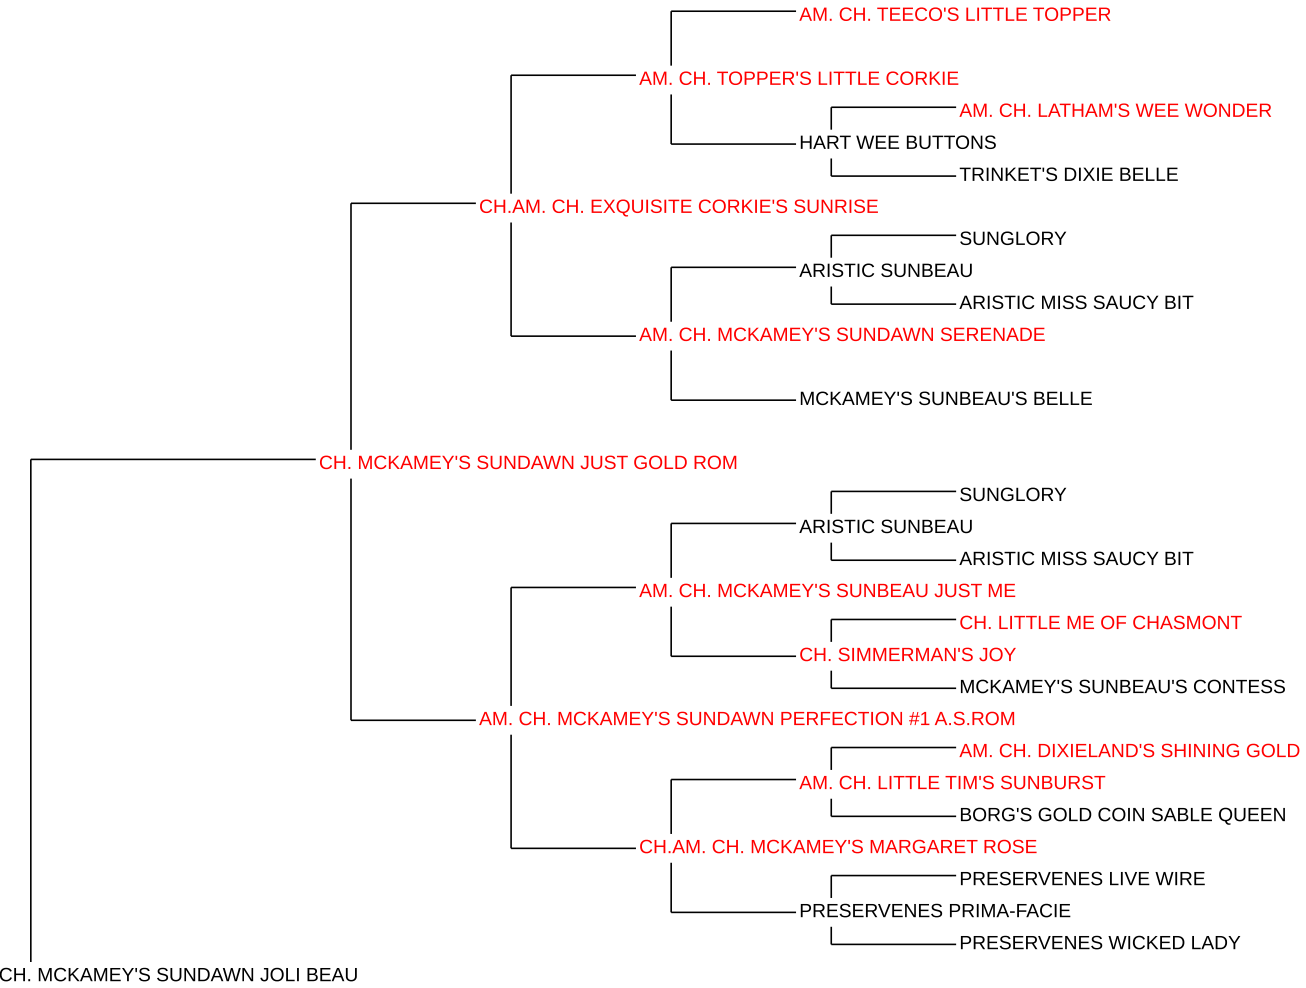 AM. CH. TEECO'S LITTLE TOPPER
AM. CH. TOPPER'S LITTLE CORKIE
AM. CH. LATHAM'S WEE WONDER
HART WEE BUTTONS
TRINKET'S DIXIE BELLE
CH.AM. CH. EXQUISITE CORKIE'S SUNRISE
SUNGLORY
ARISTIC SUNBEAU
ARISTIC MISS SAUCY BIT
AM. CH. MCKAMEY'S SUNDAWN SERENADE
MCKAMEY'S SUNBEAU'S BELLE
CH. MCKAMEY'S SUNDAWN JUST GOLD ROM
SUNGLORY
ARISTIC SUNBEAU
ARISTIC MISS SAUCY BIT
AM. CH. MCKAMEY'S SUNBEAU JUST ME
CH. LITTLE ME OF CHASMONT
CH. SIMMERMAN'S JOY
MCKAMEY'S SUNBEAU'S CONTESS
AM. CH. MCKAMEY'S SUNDAWN PERFECTION #1 A.S.ROM
AM. CH. DIXIELAND'S SHINING GOLD
AM. CH. LITTLE TIM'S SUNBURST
BORG'S GOLD COIN SABLE QUEEN
CH.AM. CH. MCKAMEY'S MARGARET ROSE
PRESERVENES LIVE WIRE
PRESERVENES PRIMA-FACIE
PRESERVENES WICKED LADY
CH. MCKAMEY'S SUNDAWN JOLI BEAU